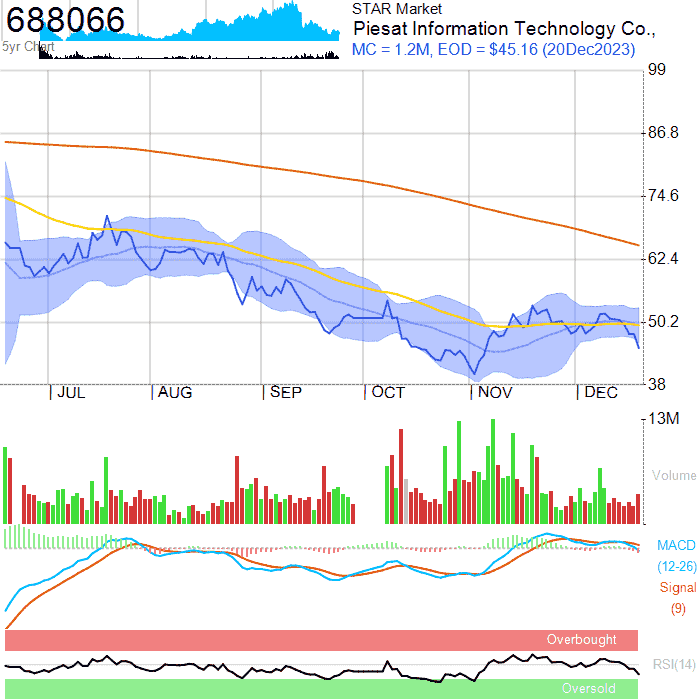 688066
5yr Chart
STAR Market
Piesat Information Technology Co.,
MC = 1.2M, EOD = $45.16 (20Dec2023)
99
86.8
74.6
62.4
50.2
38
|JUL |AUG |SEP |OCT |NOV |DEC
13M
Volume
MACD
(12-26)
Signal
(9)
Overbought
RSI(14)
Oversold